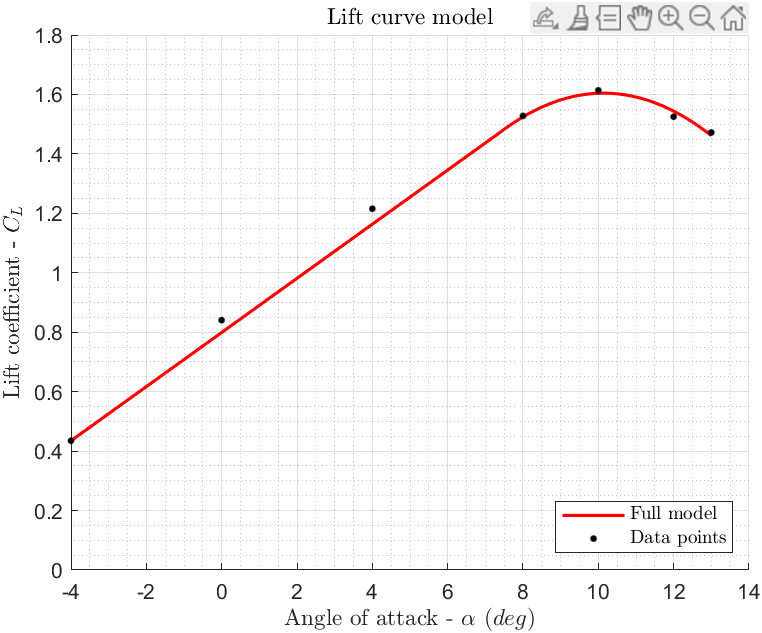 Lift curve model
1.8
1.6
1.4
1.2
1
0.8
0.6
0.4
0.2
0
Lift coefficient - C_L
-4 -2 0 2 4 6 8 10 12 14
Angle of attack - α (deg)
Full model
Data points